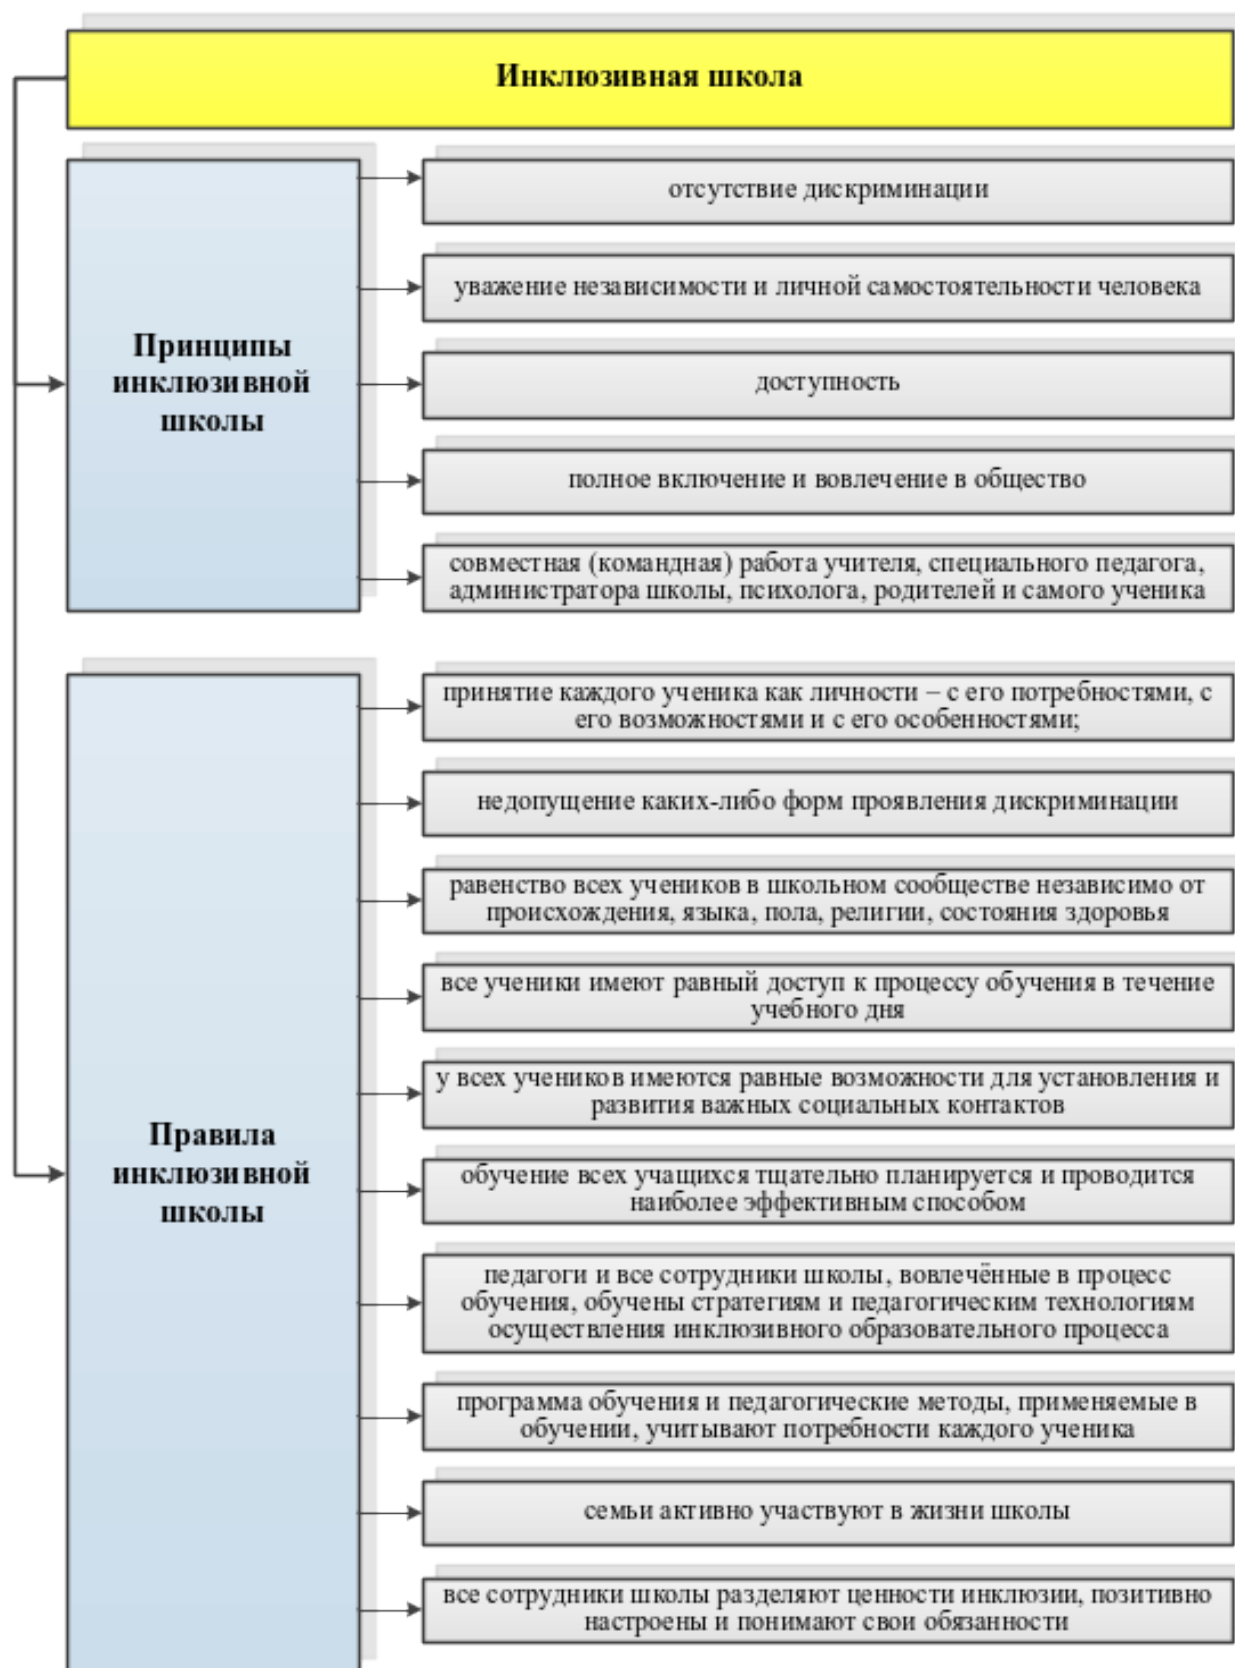 Инклюзивная школа
Принципы
инклюзивной
школы
отсутствие дискриминации
уважение независимости и личной самостоятельности человека
доступность
полное включение и вовлечение в общество
совместная (командная) работа учителя, специального педагога,
администратора школы, психолога, родителей и самого ученика
Правила
инклюзивной
школы
принятие каждого ученика как личности – с его потребностями, с
его возможностями и с его особенностями;
недопущение каких-либо форм проявления дискриминации
равенство всех учеников в школьном сообществе независимо от
происхождения, языка, пола, религии, состояния здоровья
все ученики имеют равный доступ к процессу обучения в течение
учебного дня
у всех учеников имеются равные возможности для установления и
развития важных социальных контактов
обучение всех учащихся тщательно планируется и проводится
наиболее эффективным способом
педагоги и все сотрудники школы, вовлечённые в процесс
обучения, обучены стратегиям и педагогическим технологиям
осуществления инклюзивного образовательного процесса
программа обучения и педагогические методы, применяемые в
обучении, учитывают потребности каждого ученика
семьи активно участвуют в жизни школы
все сотрудники школы разделяют ценности инклюзии, позитивно
настроены и понимают свои обязанности